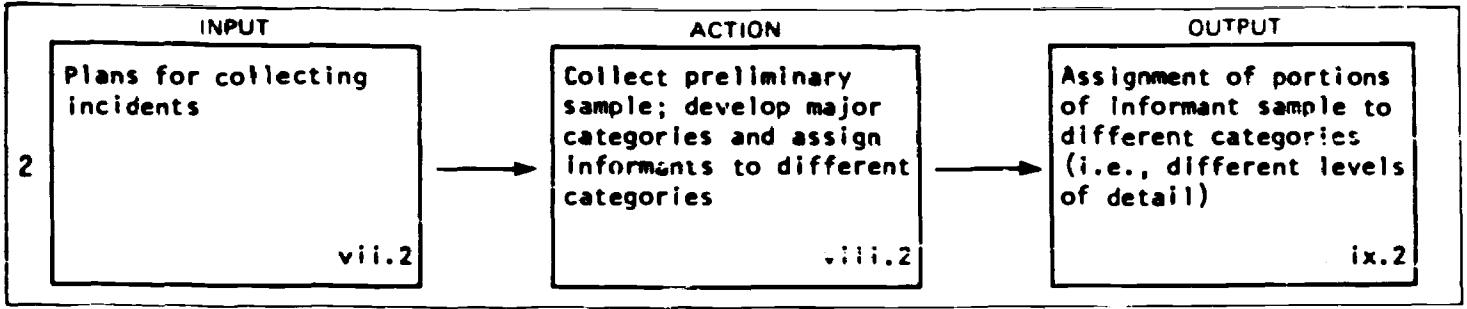 INPUT
ACTION
OUTPUT
2
Plans for collecting
incidents
vii.2
Collect preliminary
sample; develop major
categories and assign
informants to different
categories
viii.2
Assignment of portions
of informant sample to
different categories
(i.e., different levels
of detail)
ix.2